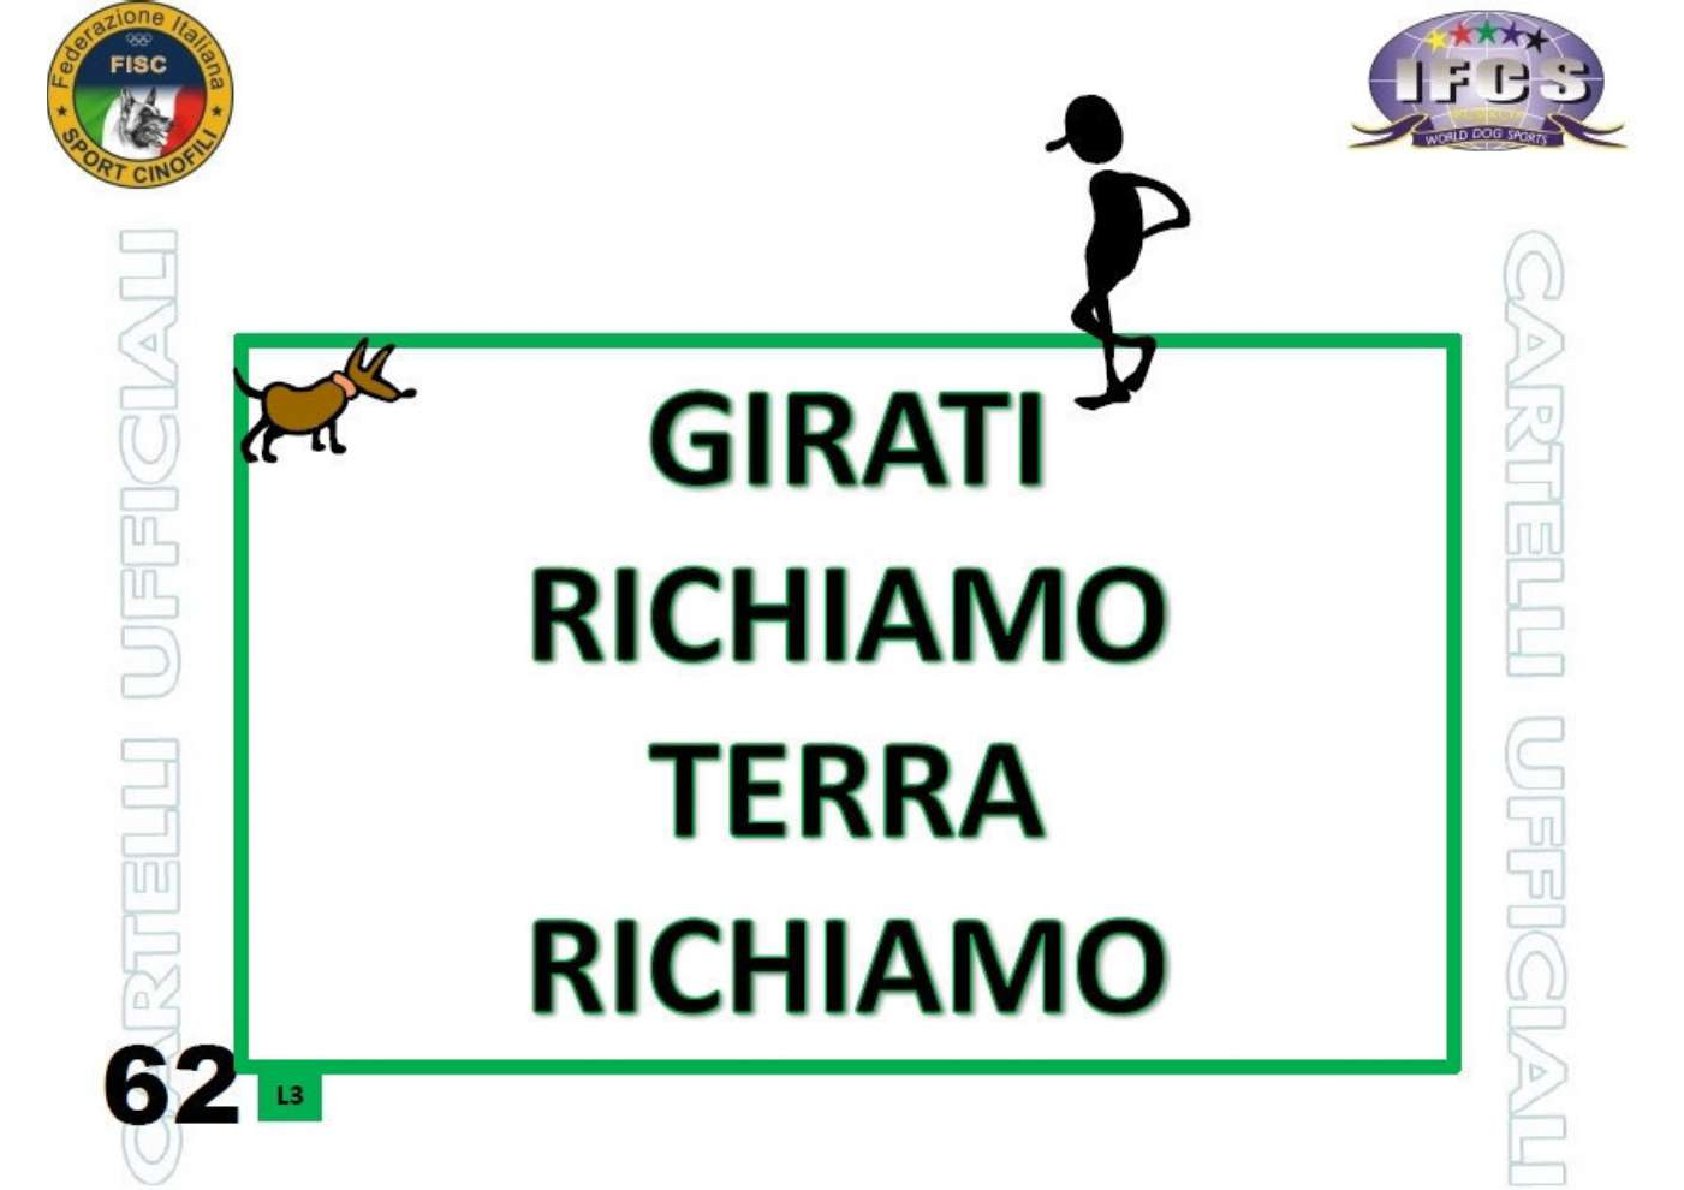 Federazione Italiana
FISC
SPORT CINOFILI
IFCS
WORLD DOG SPORTS
CARTELLI UFFICIALI
GIRATI
RICHIAMO
TERRA
RICHIAMO
CARTELLI UFFICIALI
62
L3